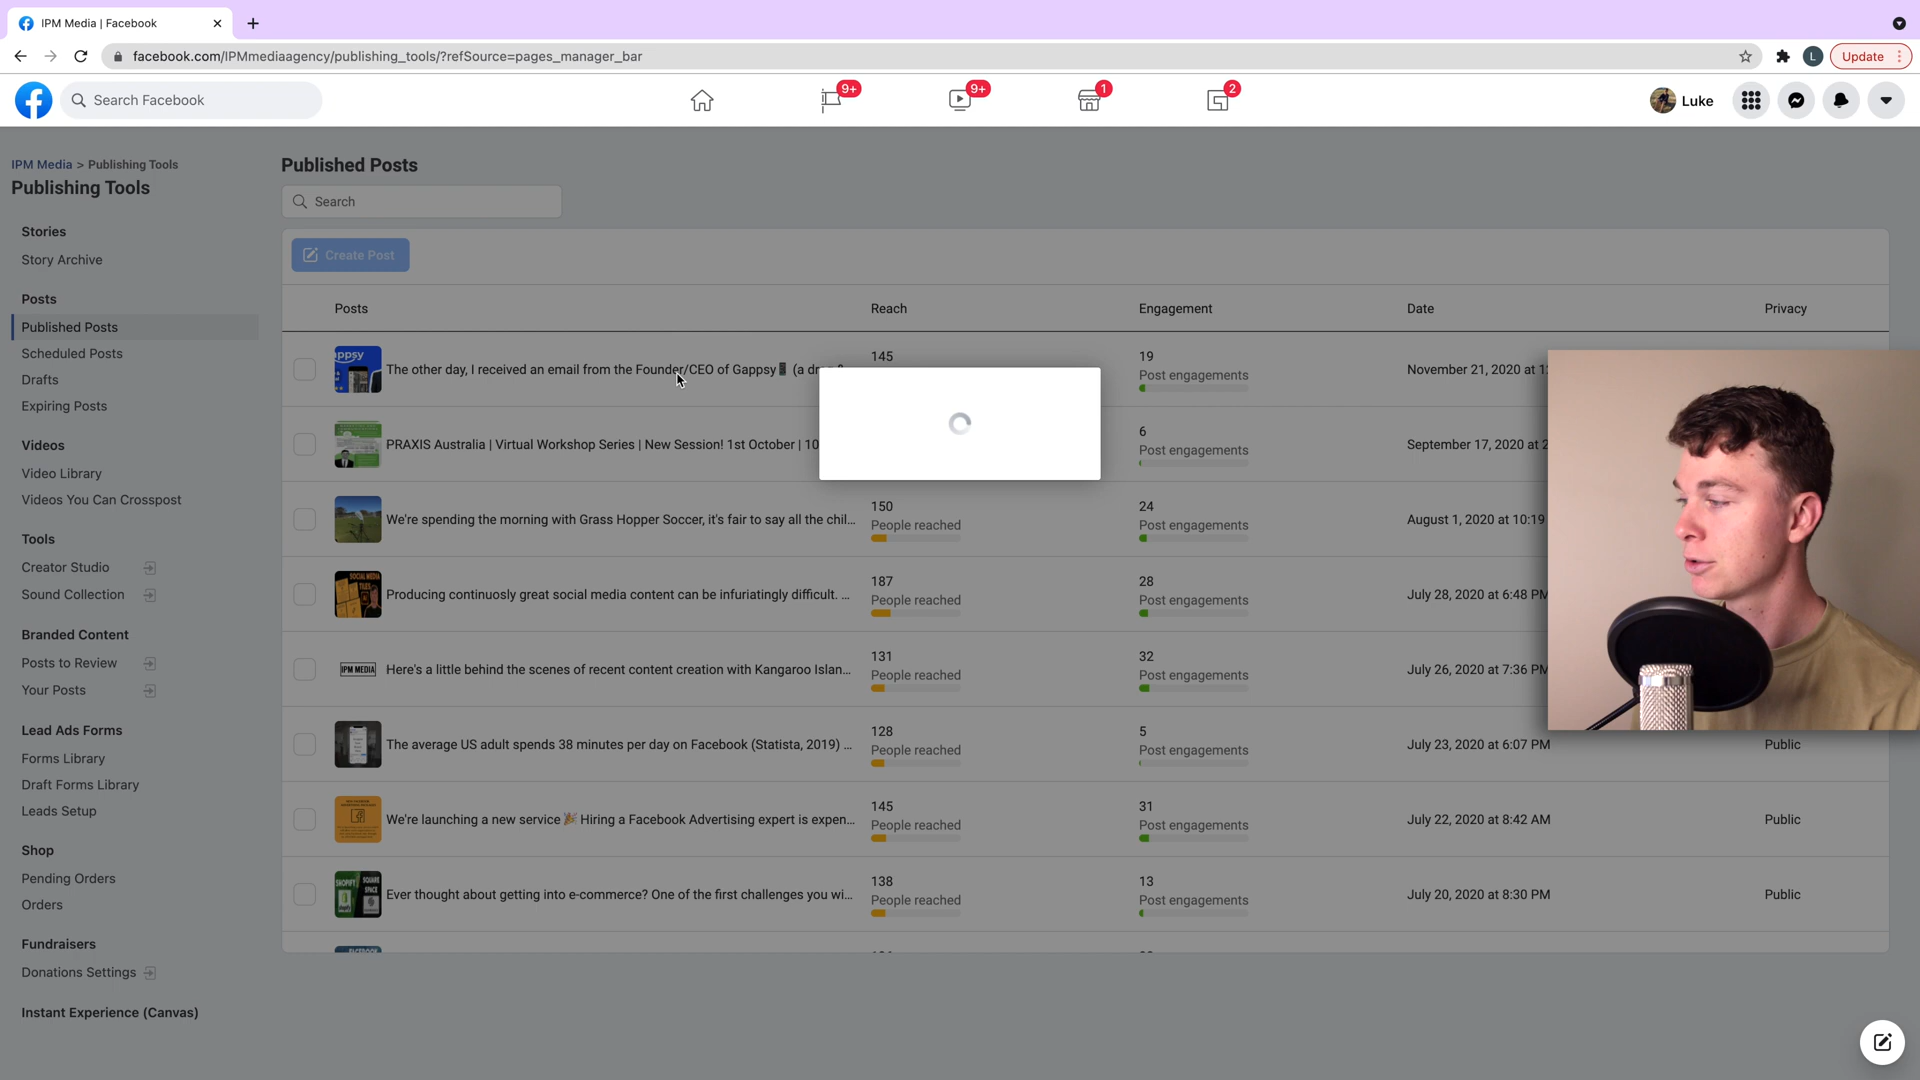 IPM Media | Facebook
facebook.com/IPMmediaagency/publishing_tools/?refSource=pages_manager_bar
L
Update
Search Facebook
9+
9+
1
2
Luke
IPM Media > Publishing Tools
Publishing Tools
Stories
Story Archive
Posts
Published Posts
Scheduled Posts
Drafts
Expiring Posts
Videos
Video Library
Videos You Can Crosspost
Tools
Creator Studio
Sound Collection
Branded Content
Posts to Review
Your Posts
Lead Ads Forms
Forms Library
Draft Forms Library
Leads Setup
Shop
Pending Orders
Orders
Fundraisers
Donations Settings
Instant Experience (Canvas)
Published Posts
Search
Create Post
Posts Reach Engagement Date Privacy
ppsy
The other day, I received an email from the Founder/CEO of Gappsy📱 (a
145
19
Post engagements
November 21, 2020 at
PRAXIS Australia | Virtual Workshop Series | New Session! 1st October | 10
6
Post engagements
September 17, 2020 at 2
We're spending the morning with Grass Hopper Soccer, it's fair to say all the chil...
150
People reached
24
Post engagements
August 1, 2020 at 10:19
SOCIAL MEDIA
TILES
Producing continuosly great social media content can be infuriatingly difficult. ...
187
People reached
28
Post engagements
July 28, 2020 at 6:48 PM
IPM MEDIA
Here's a little behind the scenes of recent content creation with Kangaroo Islan...
131
People reached
32
Post engagements
July 26, 2020 at 7:36 PM
The average US adult spends 38 minutes per day on Facebook (Statista, 2019) ...
128
People reached
5
Post engagements
July 23, 2020 at 6:07 PM
Public
We're launching a new service🎉 Hiring a Facebook Advertising expert is expen...
145
People reached
31
Post engagements
July 22, 2020 at 8:42 AM
Public
SHOPIFY
SQUARE
SPACE
Ever thought about getting into e-commerce? One of the first challenges you wi...
138
People reached
13
Post engagements
July 20, 2020 at 8:30 PM
Public